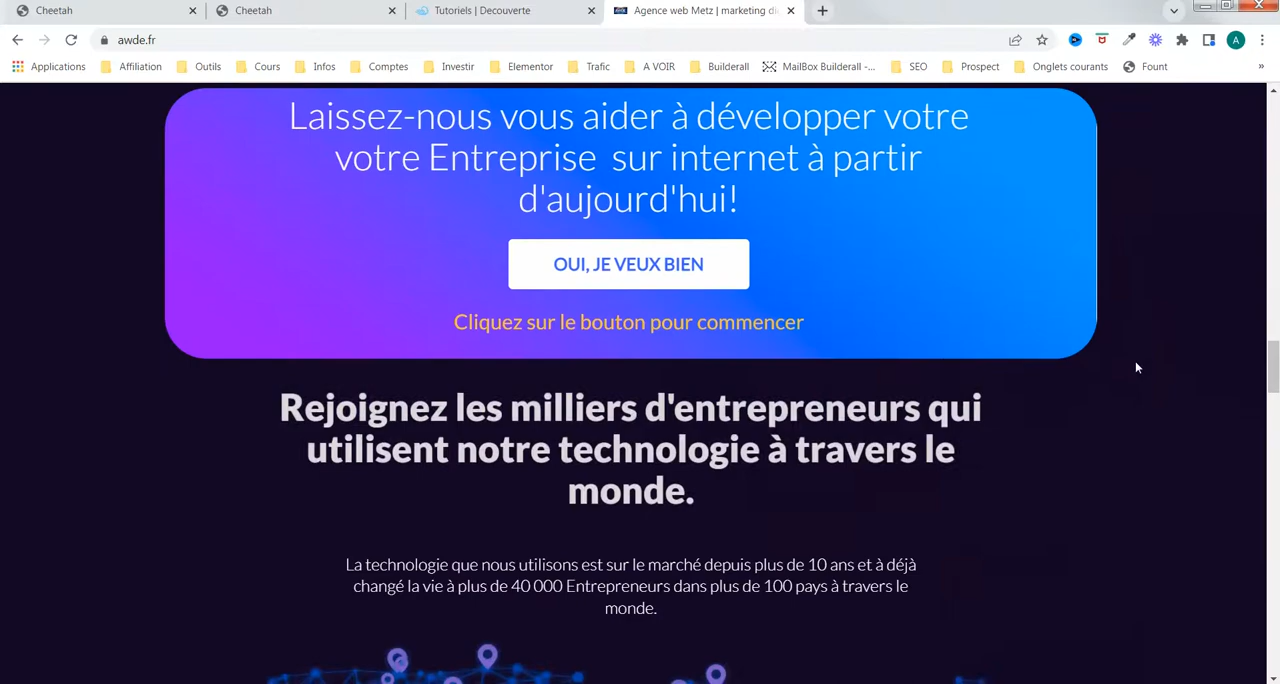 Cheetah
Cheetah
Tutoriels | Decouverte
Agence web Metz | marketing di
awde.fr
A
Applications
Affiliation
Outils
Cours
Infos
Comptes
Investir
Elementor
Trafic
A VOIR
Builderall
MailBox Builderall -...
SEO
Prospect
Onglets courants
Fount
»
Laissez-nous vous aider à développer votre
votre Entreprise sur internet à partir
d'aujourd'hui!
OUI, JE VEUX BIEN
Cliquez sur le bouton pour commencer
Rejoignez les milliers d'entrepreneurs qui
utilisent notre technologie à travers le
monde.
La technologie que nous utilisons est sur le marché depuis plus de 10 ans et à déjà
changé la vie à plus de 40 000 Entrepreneurs dans plus de 100 pays à travers le
monde.